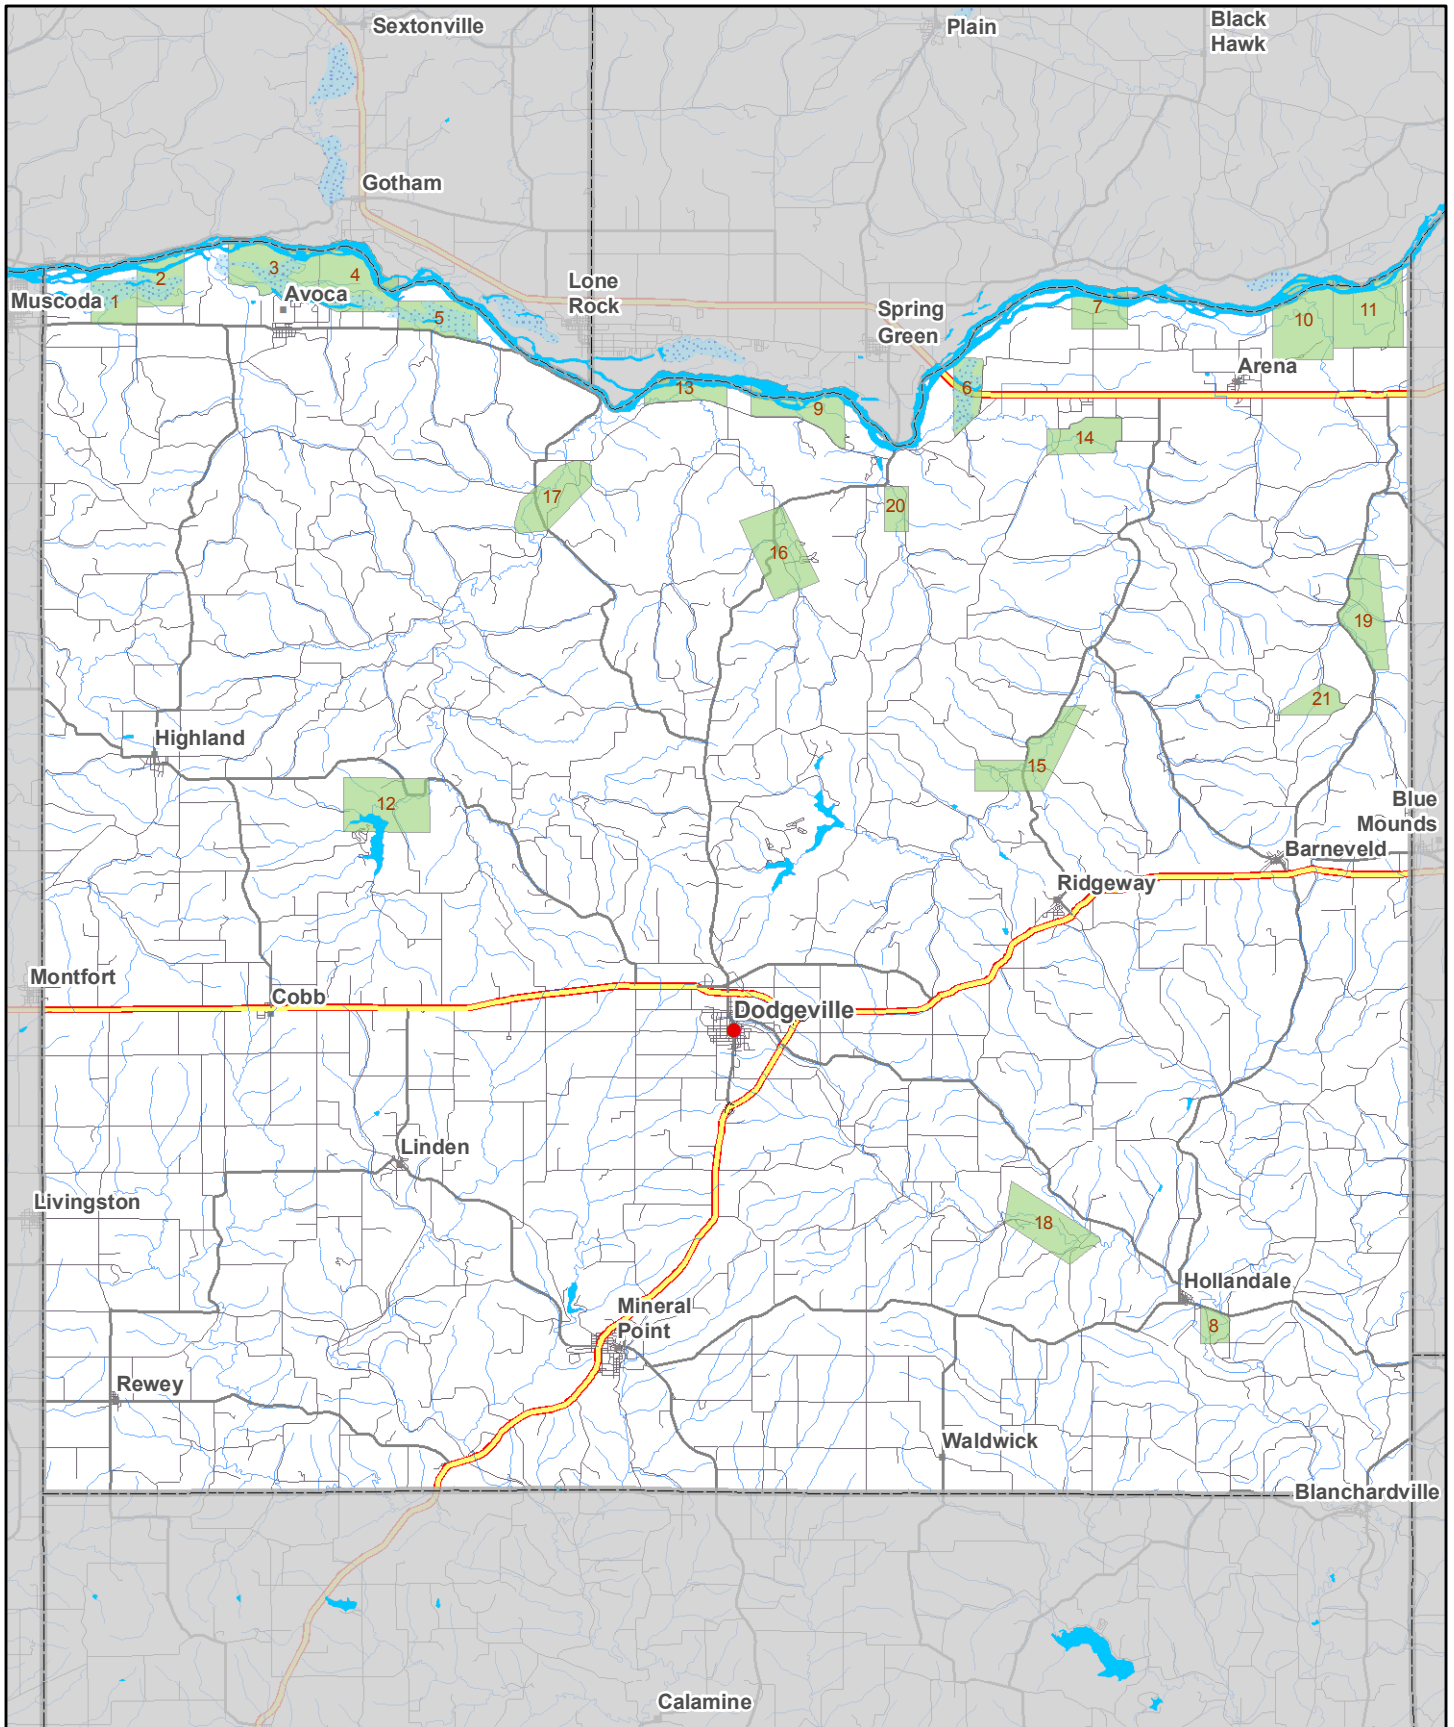 Sextonville
Plain
Black
Hawk
Gotham
Muscoda
1
2
3
4
Avoca
5
Lone
Rock
Spring
Green
7
10
11
Arena
6
13
9
14
17
20
16
19
21
Highland
15
12
Blue
Mounds
Barneveld
Ridgeway
Montfort
Cobb
Dodgeville
Linden
Livingston
18
Hollandale
8
Mineral
Point
Rewey
Waldwick
Blanchardville
Calamine